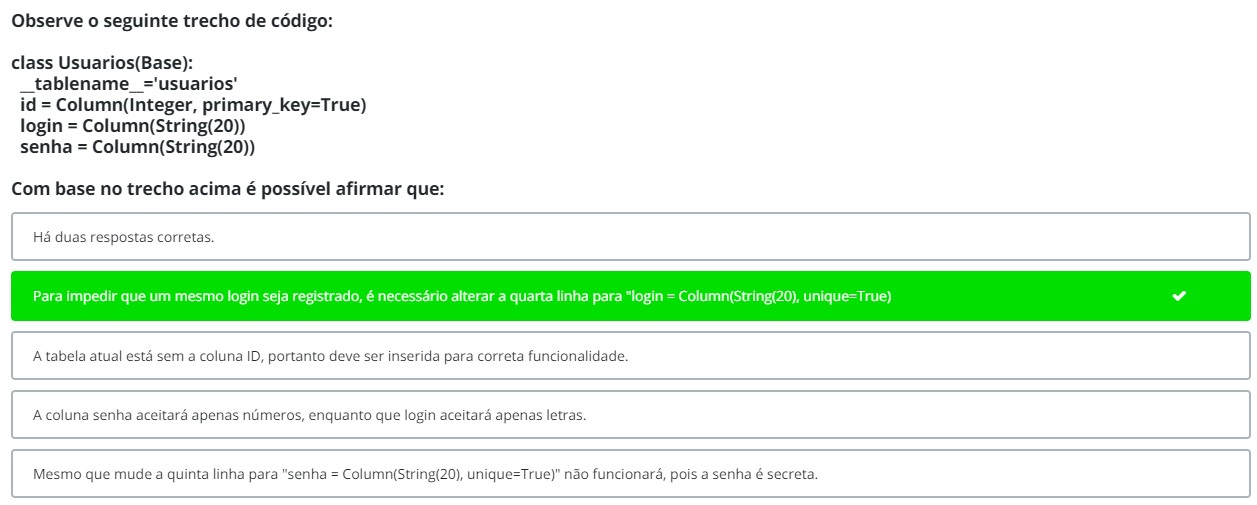 Observe o seguinte trecho de código:
class Usuarios(Base):
__tablename__='usuarios'
id = Column(Integer, primary_key=True)
login = Column(String(20))
senha = Column(String(20))
Com base no trecho acima é possível afirmar que:
Há duas respostas corretas.
Para impedir que um mesmo login seja registrado, é necessário alterar a quarta linha para "login = Column(String(20), unique=True)
A tabela atual está sem a coluna ID, portanto deve ser inserida para correta funcionalidade.
A coluna senha aceitará apenas números, enquanto que login aceitará apenas letras.
Mesmo que mude a quinta linha para "senha = Column(String(20), unique=True)" não funcionará, pois a senha é secreta.